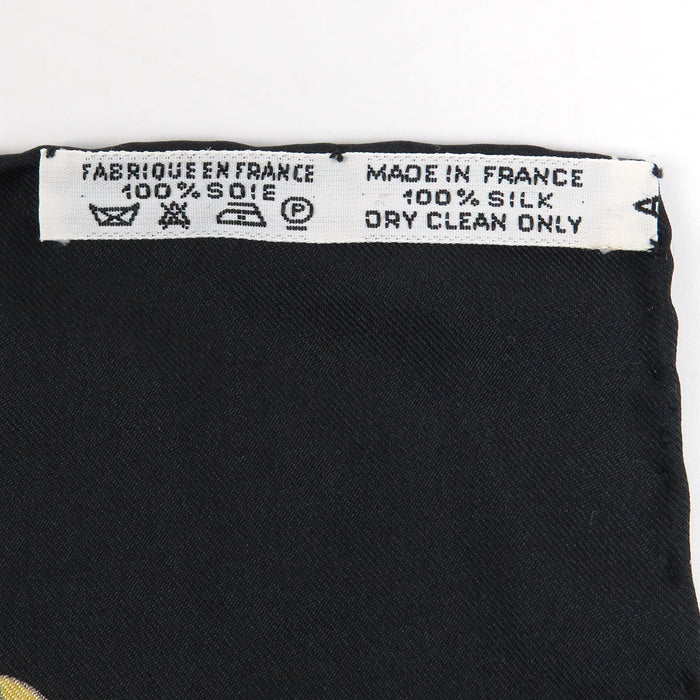 FABRIQUE EN FRANCE
100% SOIE
P
MADE IN FRANCE
100% SILK
DRY CLEAN ONLY
A